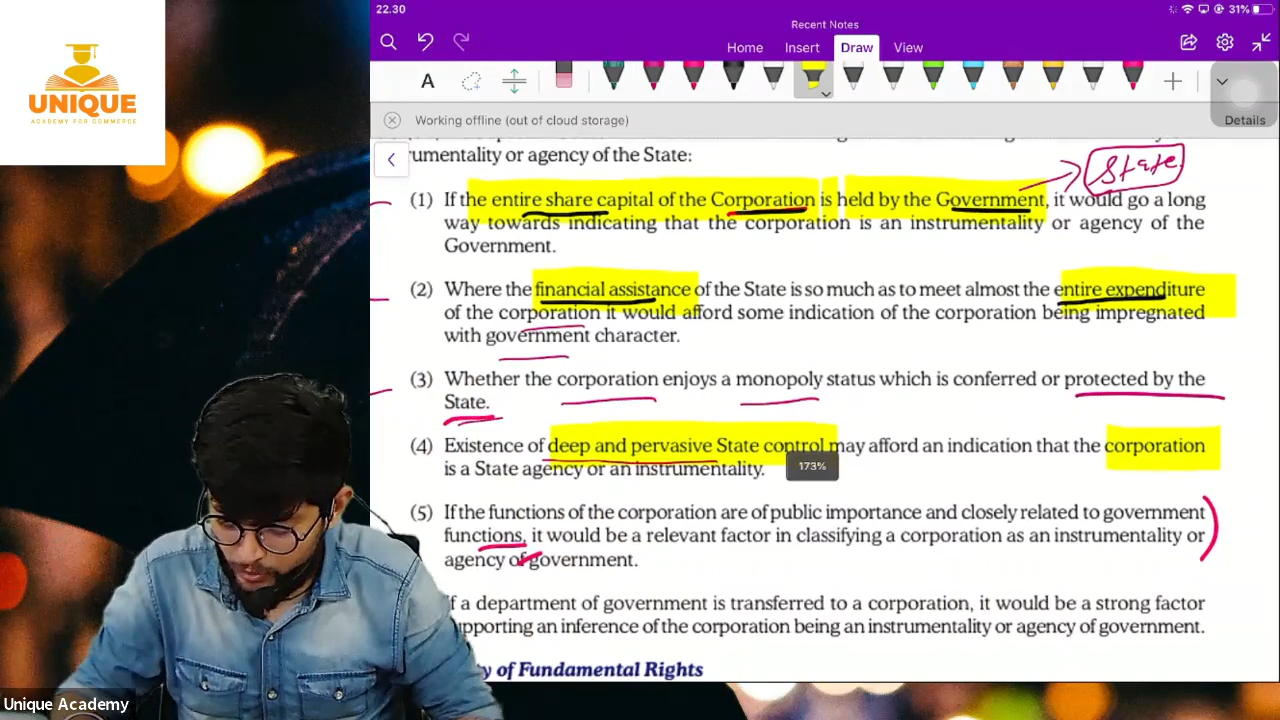 22.30
31%
Recent Notes
Home Insert Draw View
A
Details
Working offline (out of cloud storage)
UNIQUE
ACADEMY FOR COMMERCE
rumentality or agency of the State:
State
(1) If the entire share capital of the Corporation is held by the Government, it would go a long
way towards indicating that the corporation is an instrumentality or agency of the
Government.
(2) Where the financial assistance of the State is so much as to meet almost the entire expenditure
of the corporation it would afford some indication of the corporation being impregnated
with government character.
(3) Whether the corporation enjoys a monopoly status which is conferred or protected by the
State.
(4) Existence of deep and pervasive State control may afford an indication that the corporation
is a State agency or an instrumentality.
173%
(5) If the functions of the corporation are of public importance and closely related to government
functions, it would be a relevant factor in classifying a corporation as an instrumentality or
agency of government.
If a department of government is transferred to a corporation, it would be a strong factor
upporting an inference of the corporation being an instrumentality or agency of government.
y of Fundamental Rights
Unique Academy